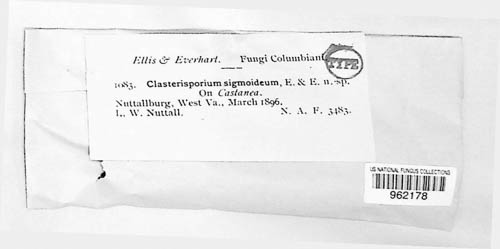 Ellis & Everhart. — Fungi Columbiani
TYPE
1083. Clasterisporium sigmoideum, E. & E. n. sp.
On Castanea.
Nuttallburg, West Va., March 1896.
L. W. Nuttall. N. A. F. 3483.
US NATIONAL FUNGUS COLLECTIONS
962178